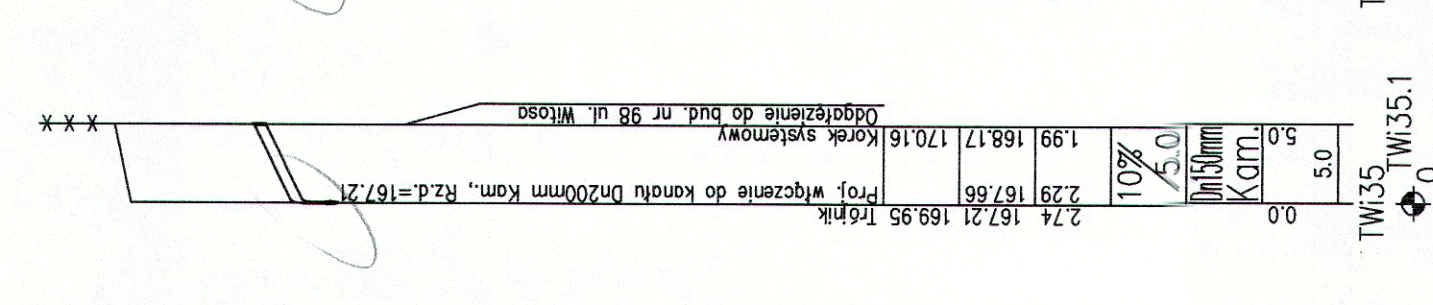 Odgałęzienie do bud. nr. 98 ul. Witosa
Korek systemowy 170.16 168.17 1.99
Proj. włączenie do kanału Dn200mm Kam., Rz.d.=167.21
167.66 2.29
Trójnik 169.95 167.21 2.74
10%
5.0
Dn150mm
Kam.
0.0
5.0
5.0
TWi35
TWi35.1